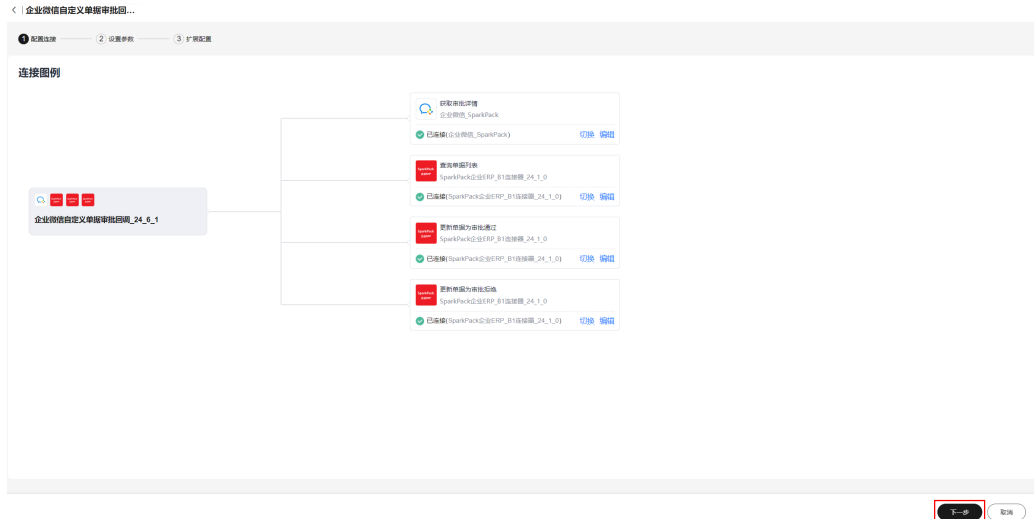 企业微信自定义单据审批回...
1 配置连接 2 设置参数 3 扩展配置
连接图例
获取审批详情
企业微信_SparkPack
已连接(企业微信_SparkPack) 切换 编辑
查询单据列表
SparkPack企业ERP_B1连接器_24_1_0
已连接(SparkPack企业ERP_B1连接器_24_1_0) 切换 编辑
企业微信自定义单据审批回调_24_6_1
更新单据为审批通过
SparkPack企业ERP_B1连接器_24_1_0
已连接(SparkPack企业ERP_B1连接器_24_1_0) 切换 编辑
更新单据为审批拒绝
SparkPack企业ERP_B1连接器_24_1_0
已连接(SparkPack企业ERP_B1连接器_24_1_0) 切换 编辑
下一步 取消